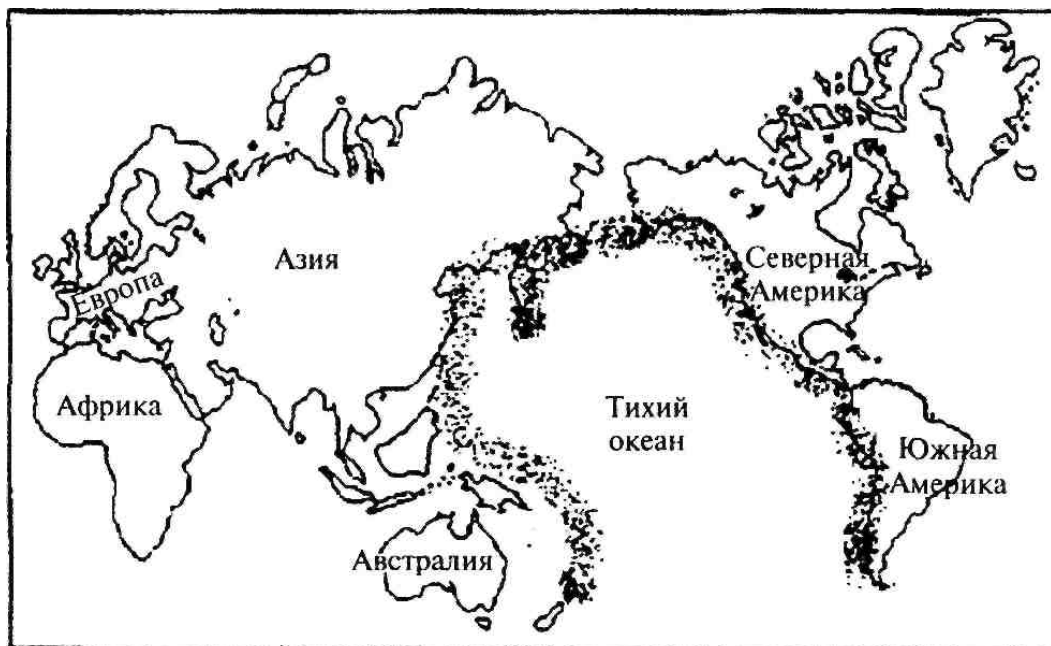 Азия
Европа
Африка
Северная
Америка
Тихий
океан
Южная
Америка
Австралия